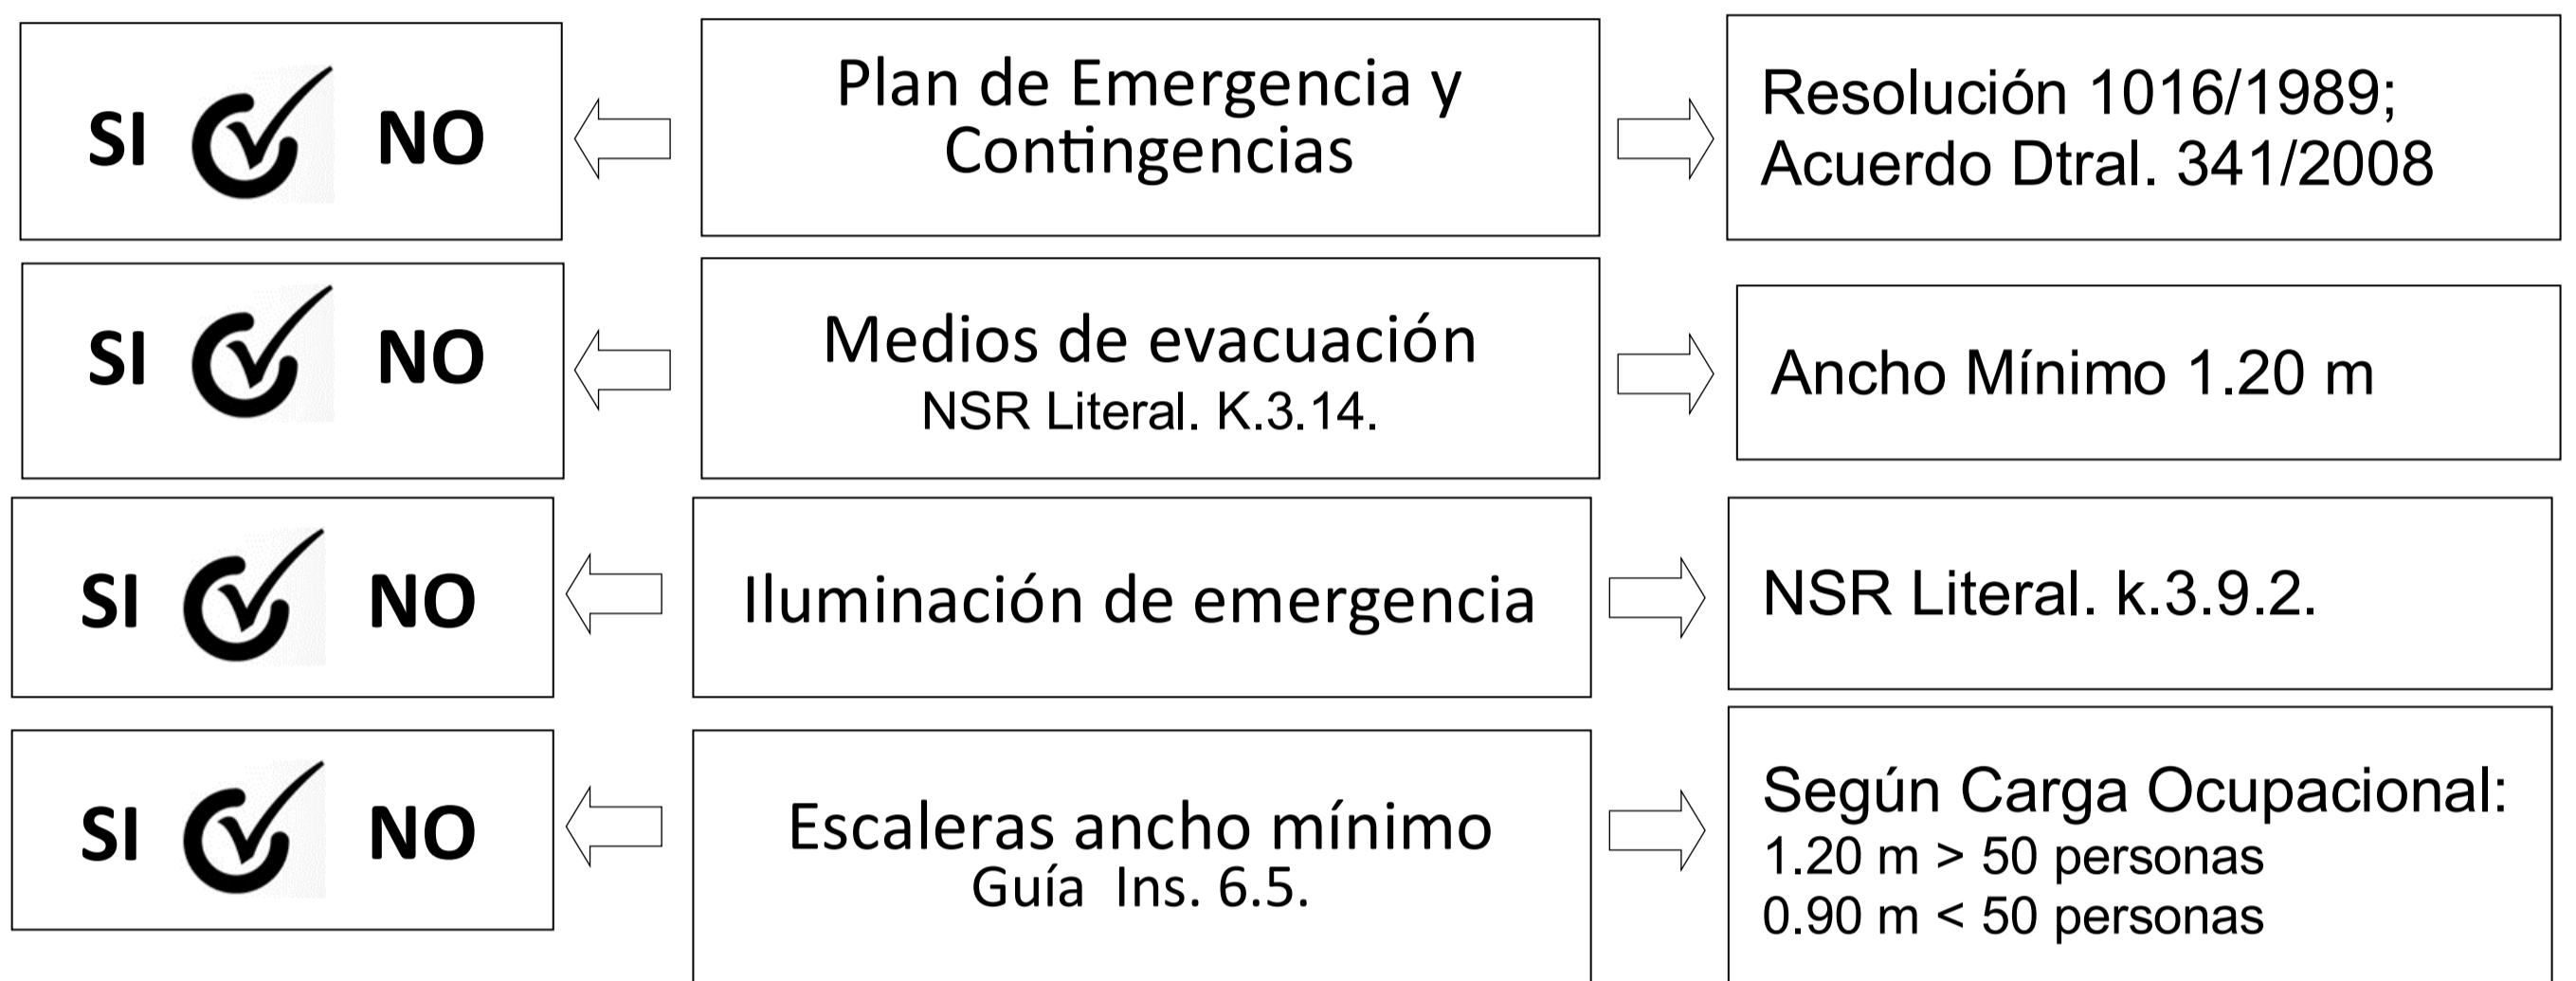 SI NO
Plan de Emergencia y
Contingencias
Resolución 1016/1989;
Acuerdo Dtral. 341/2008
SI NO
Medios de evacuación
NSR Literal. K.3.14.
Ancho Mínimo 1.20 m
SI NO
Iluminación de emergencia
NSR Literal. k.3.9.2.
SI NO
Escaleras ancho mínimo
Guía Ins. 6.5.
Según Carga Ocupacional:
1.20 m > 50 personas
0.90 m < 50 personas